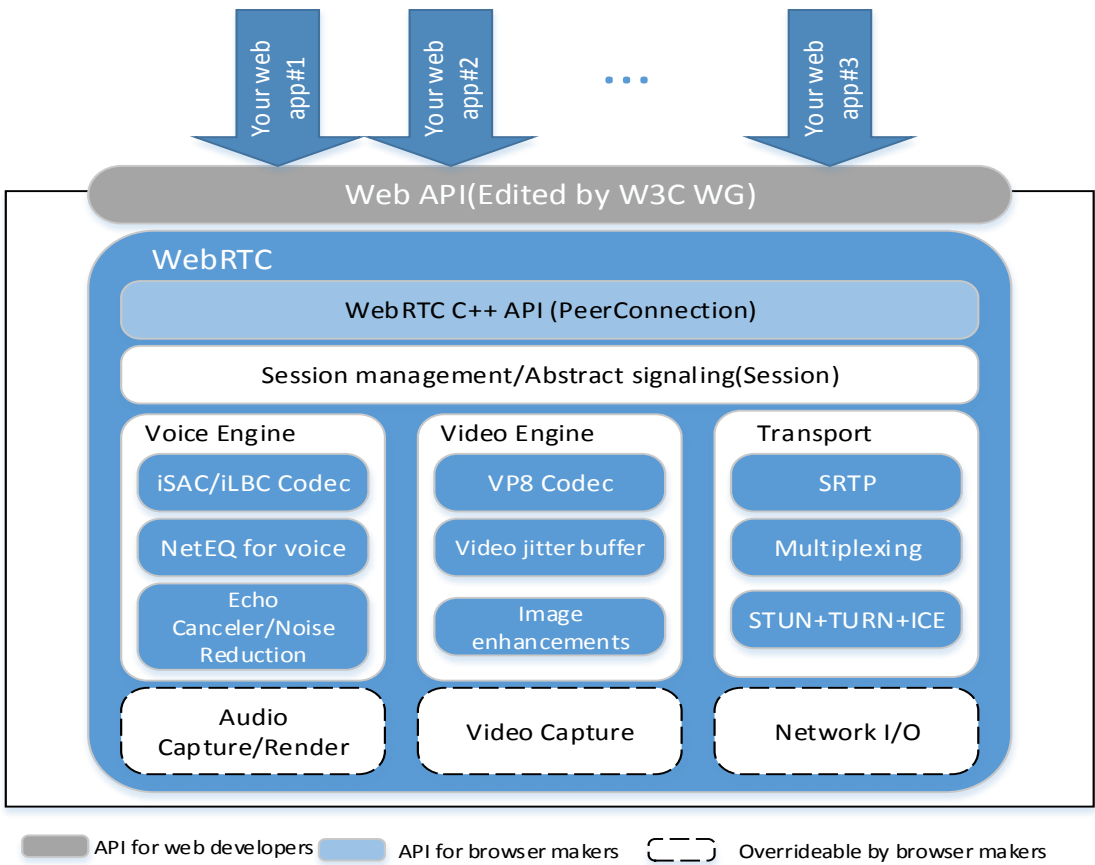 Your web
app#1
Your web
app#2
...
Your web
app#3
Web API(Edited by W3C WG)
WebRTC
WebRTC C++ API (PeerConnection)
Session management/Abstract signaling(Session)
Voice Engine
iSAC/iLBC Codec
NetEQ for voice
Echo
Canceler/Noise
Reduction
Video Engine
VP8 Codec
Video jitter buffer
Image
enhancements
Transport
SRTP
Multiplexing
STUN+TURN+ICE
Audio
Capture/Render
Video Capture
Network I/O
API for web developers
API for browser makers
Overrideable by browser makers